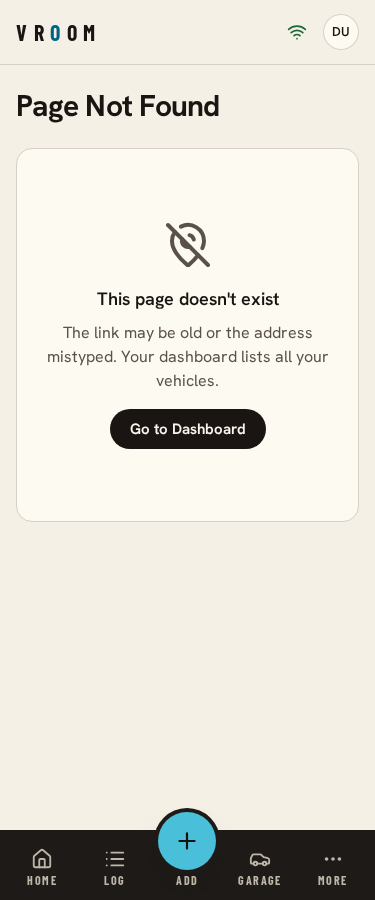 VROOM
DU
Page Not Found
This page doesn't exist
The link may be old or the address
mistyped. Your dashboard lists all your
vehicles.
Go to Dashboard
HOME
LOG
ADD
GARAGE
MORE